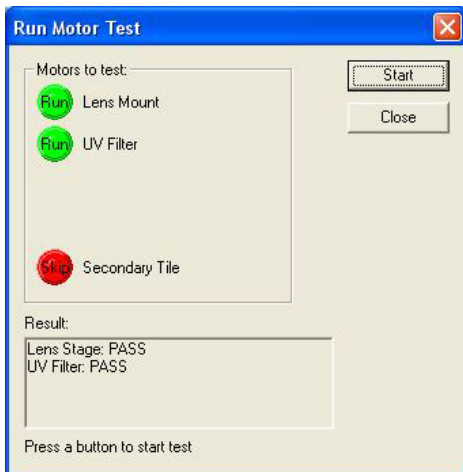 Run Motor Test
Motors to test:
Run Lens Mount
Run UV Filter
Skip Secondary Tile
Start
Close
Result:
Lens Stage: PASS
UV Filter: PASS
Press a button to start test